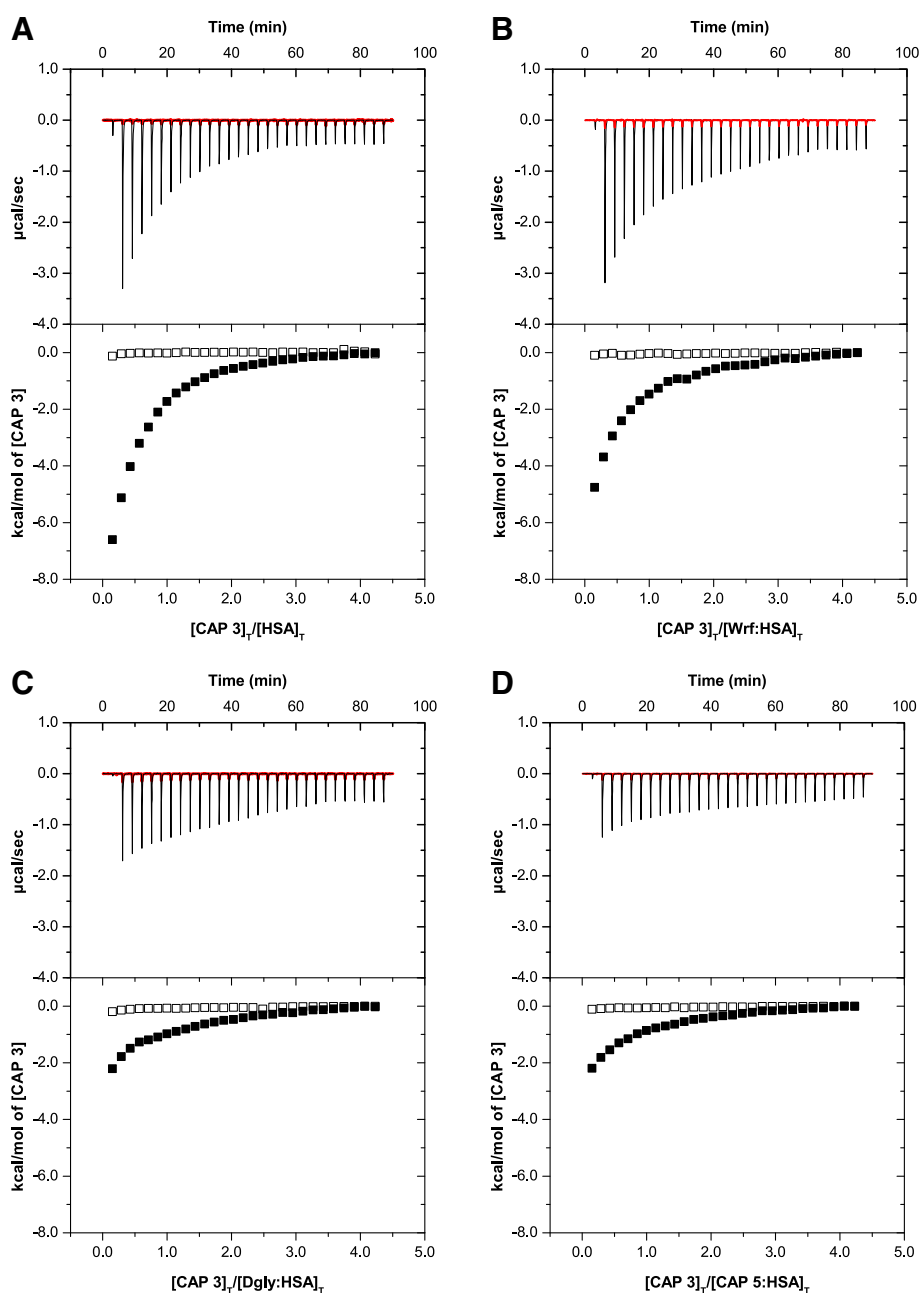 A
Time (min)
0 20 40 60 80 100
1.0
0.0
-1.0
-2.0
-3.0
-4.0
µcal/sec
0.0
-2.0
-4.0
-6.0
-8.0
kcal/mol of [CAP 3]
0.0 1.0 2.0 3.0 4.0 5.0
[CAP 3]T/[HSA]T
B
Time (min)
0 20 40 60 80 100
1.0
0.0
-1.0
-2.0
-3.0
-4.0
µcal/sec
0.0
-2.0
-4.0
-6.0
-8.0
kcal/mol of [CAP 3]
0.0 1.0 2.0 3.0 4.0 5.0
[CAP 3]T/[Wrf:HSA]T
C
Time (min)
0 20 40 60 80 100
1.0
0.0
-1.0
-2.0
-3.0
-4.0
µcal/sec
0.0
-2.0
-4.0
-6.0
-8.0
kcal/mol of [CAP 3]
0.0 1.0 2.0 3.0 4.0 5.0
[CAP 3]T/[Dgly:HSA]T
D
Time (min)
0 20 40 60 80 100
1.0
0.0
-1.0
-2.0
-3.0
-4.0
µcal/sec
0.0
-2.0
-4.0
-6.0
-8.0
kcal/mol of [CAP 3]
0.0 1.0 2.0 3.0 4.0 5.0
[CAP 3]T/[CAP 5:HSA]T